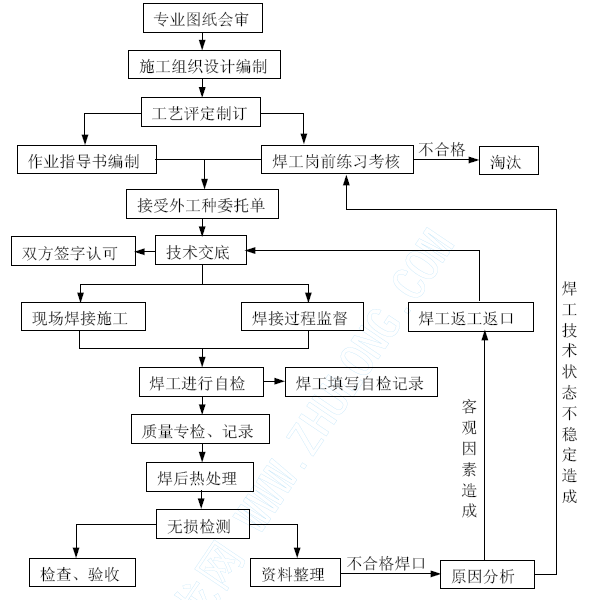 专业图纸会审
施工组织设计编制
工艺评定制订
作业指导书编制
焊工岗前练习考核
不合格
淘汰
接受外工种委托单
双方签字认可
技术交底
现场焊接施工
焊接过程监督
焊工返工返口
焊工技术状态不稳定造成
焊工进行自检
焊工填写自检记录
客观因素造成
质量专检、记录
焊后热处理
无损检测
检查、验收
资料整理
不合格焊口
原因分析
龙网 WWW.ZHULONG.COM